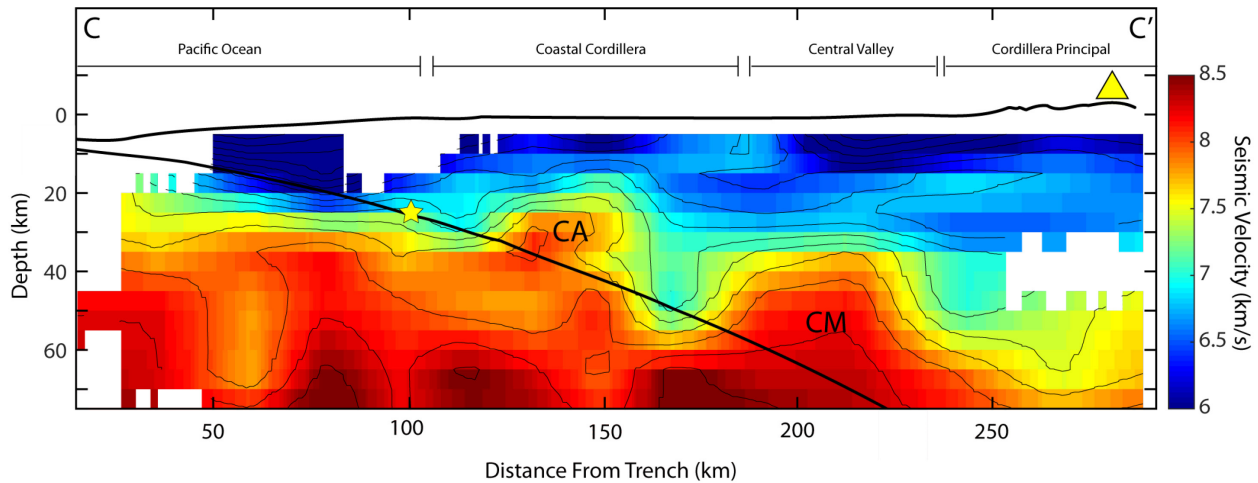 C
C'
Pacific Ocean
Coastal Cordillera
Central Valley
Cordillera Principal
0
20
40
60
Depth (km)
CA
CM
50
100
150
200
250
Distance From Trench (km)
8.5
8
7.5
7
6.5
6
Seismic Velocity (km/s)